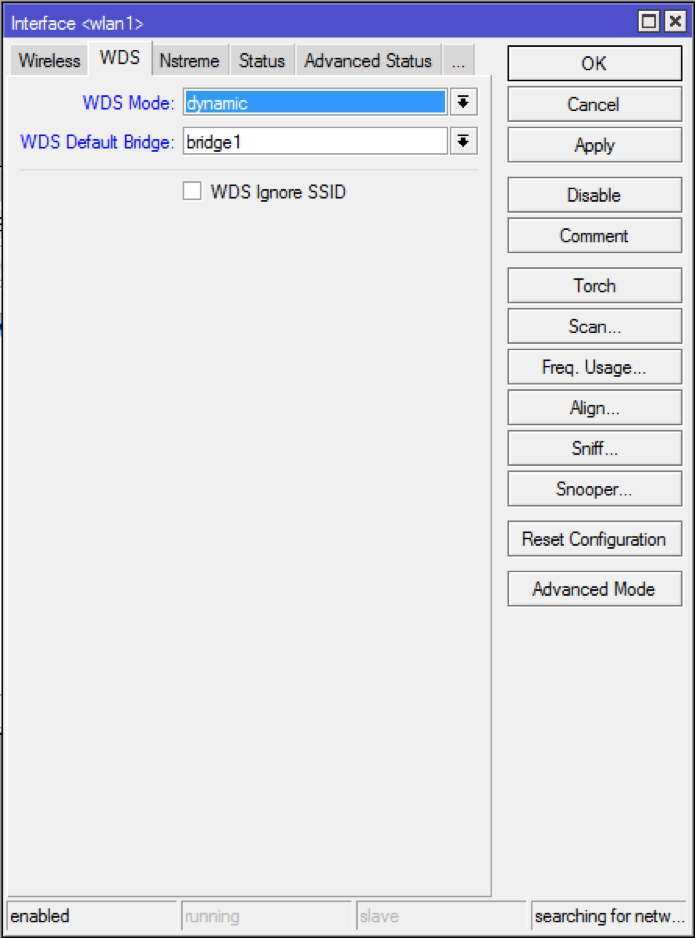 Interface <wlan1>
Wireless WDS Nstreme Status Advanced Status ...
WDS Mode: dynamic
WDS Default Bridge: bridge1
WDS Ignore SSID
OK
Cancel
Apply
Disable
Comment
Torch
Scan...
Freq. Usage...
Align...
Sniff...
Snooper...
Reset Configuration
Advanced Mode
enabled running slave searching for netw...